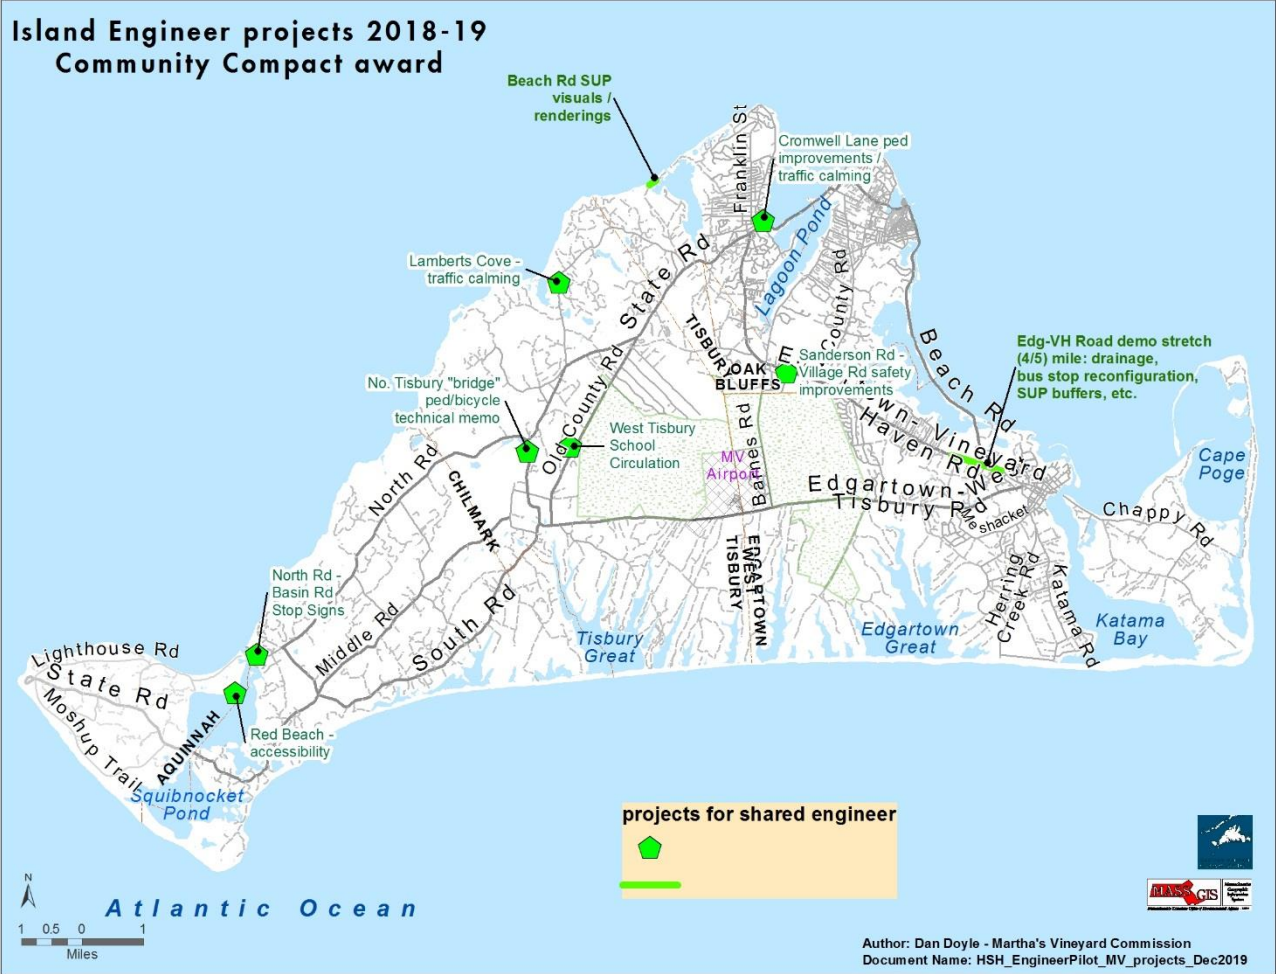 Island Engineer projects 2018-19
Community Compact award
Beach Rd SUP
visuals /
renderings
Franklin St
Cromwell Lane ped
improvements /
traffic calming
Lagoon Pond
Lamberts Cove -
traffic calming
State Rd
County Rd
TISBURY
OAK
BLUFFS
Sanderson Rd -
Village Rd safety
improvements
Beach Rd
Edg-VH Road demo stretch
(4/5) mile: drainage,
bus stop reconfiguration,
SUP buffers, etc.
No. Tisbury "bridge"
ped/bicycle
technical memo
Old County Rd
West Tisbury
School
Circulation
Barnes Rd
MV
Airport
Vineyard
Haven Rd
Cape
Poge
North Rd
CHILMARK
Edgartown-W
Tisbury Rd
Meshacket
Chappy Rd
WEST
TISBURY
EDGARTOWN
Herring
Creek Rd
Katama Rd
Katama
Bay
North Rd -
Basin Rd
Stop Signs
Middle Rd
South Rd
Tisbury
Great
Edgartown
Great
Lighthouse Rd
State Rd
Moshup Trail
AQUINNAH
Red Beach -
accessibility
Squibnocket
Pond
projects for shared engineer
N
Atlantic Ocean
1 0.5 0 1
Miles
MASS GIS
Author: Dan Doyle - Martha's Vineyard Commission
Document Name: HSH_EngineerPilot_MV_projects_Dec2019